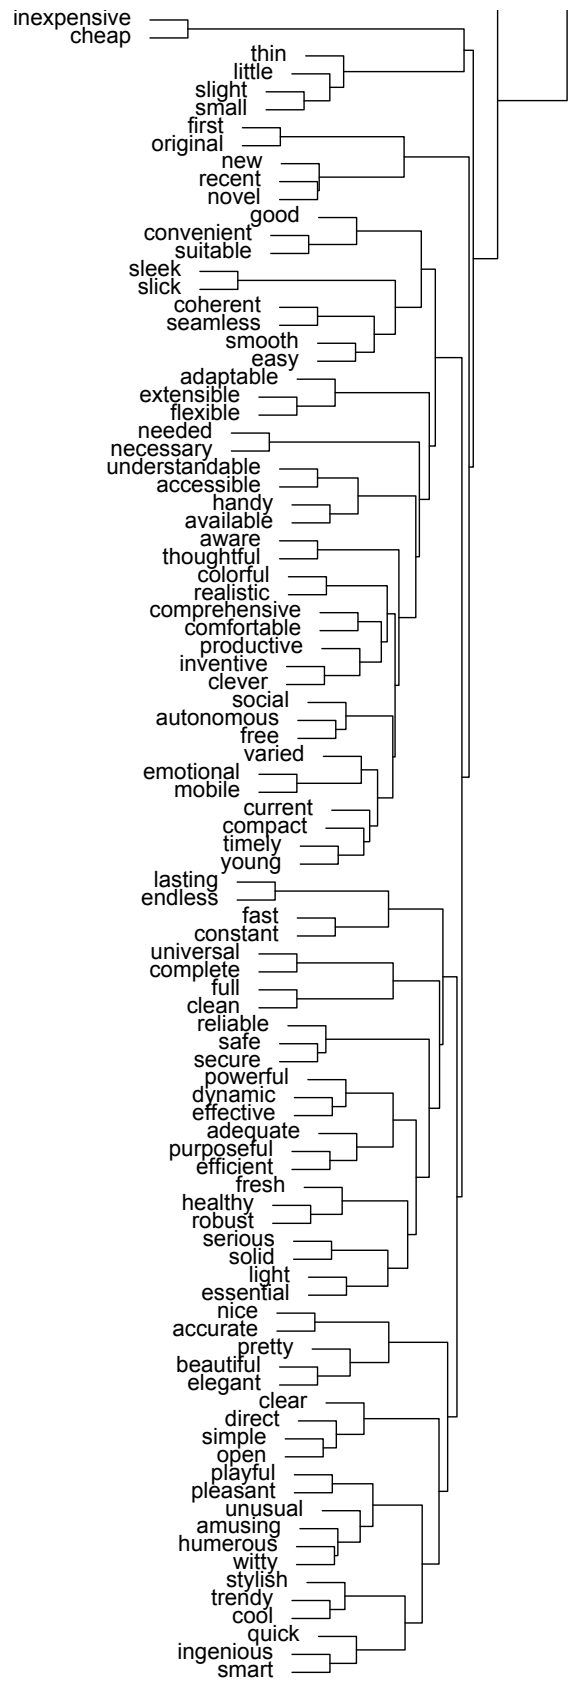 inexpensive
cheap
thin
little
slight
small
first
original
new
recent
novel
good
convenient
suitable
sleek
slick
coherent
seamless
smooth
easy
adaptable
extensible
flexible
needed
necessary
understandable
accessible
handy
available
aware
thoughtful
colorful
realistic
comprehensive
comfortable
productive
inventive
clever
social
autonomous
free
varied
emotional
mobile
current
compact
timely
young
lasting
endless
fast
constant
universal
complete
full
clean
reliable
safe
secure
powerful
dynamic
effective
adequate
purposeful
efficient
fresh
healthy
robust
serious
solid
light
essential
nice
accurate
pretty
beautiful
elegant
clear
direct
simple
open
playful
pleasant
unusual
amusing
humerous
witty
stylish
trendy
cool
quick
ingenious
smart